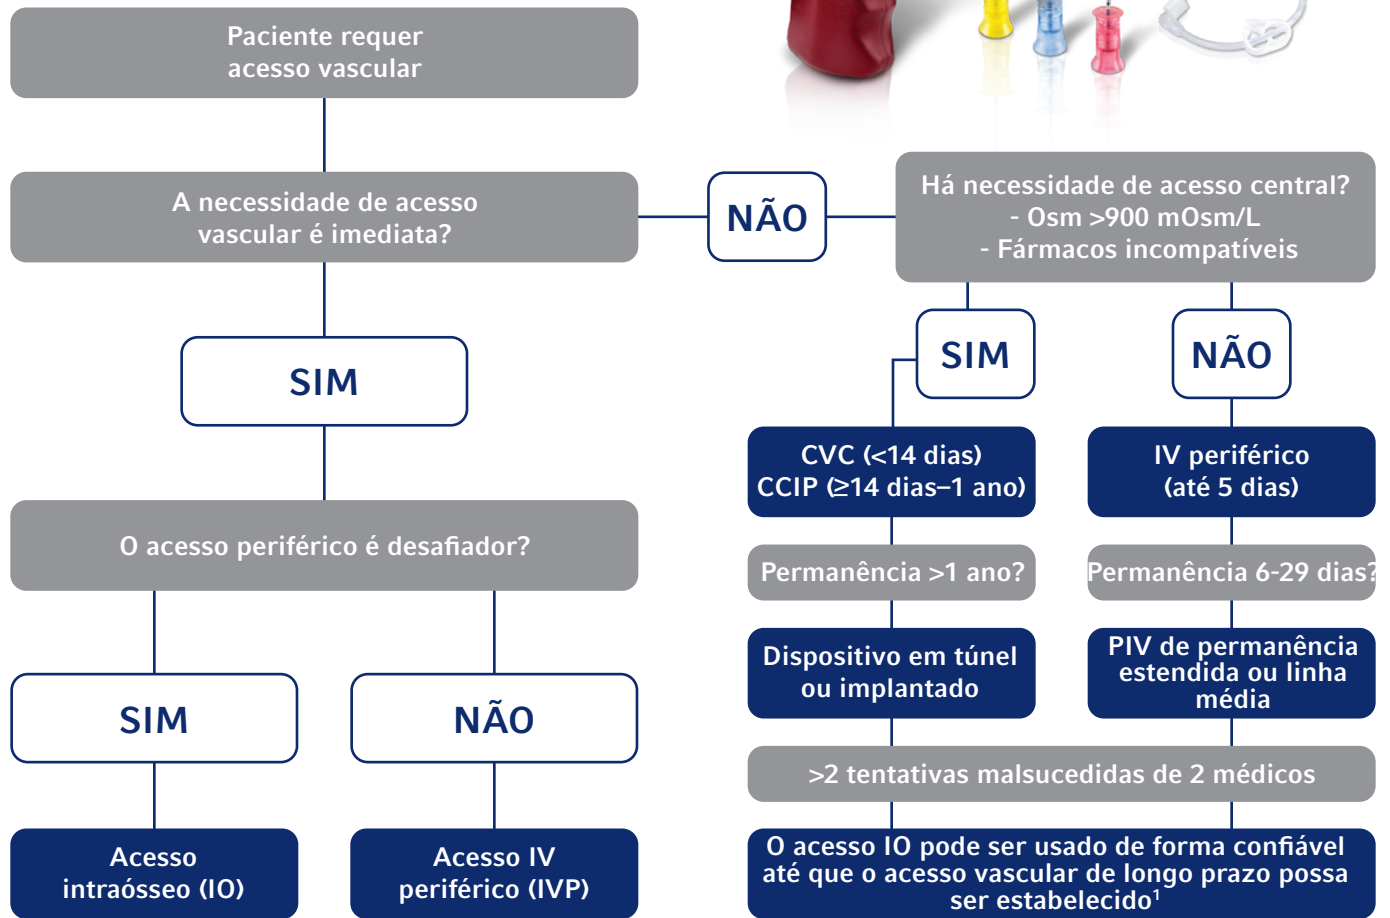 Paciente requer
acesso vascular
A necessidade de acesso
vascular é imediata?
NÃO
Há necessidade de acesso central?
- Osm >900 mOsm/L
- Fármacos incompatíveis
SIM
SIM
NÃO
CVC (<14 dias)
CCIP (≥14 dias–1 ano)
IV periférico
(até 5 dias)
O acesso periférico é desafiador?
Permanência >1 ano?
Permanência 6-29 dias?
Dispositivo em túnel
ou implantado
PIV de permanência
estendida ou linha
média
SIM
NÃO
>2 tentativas malsucedidas de 2 médicos
Acesso
intraósseo (IO)
Acesso IV
periférico (IVP)
O acesso IO pode ser usado de forma confiável
até que o acesso vascular de longo prazo possa
ser estabelecido¹